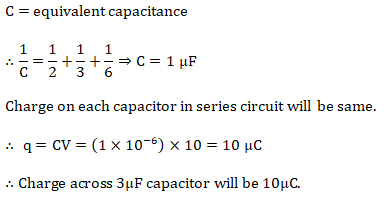 C = equivalent capacitance
∴ 1/C = 1/2 + 1/3 + 1/6 ⇒ C = 1 μF
Charge on each capacitor in series circuit will be same.
∴ q = CV = (1 × 10⁻⁶) × 10 = 10 μC
∴ Charge across 3μF capacitor will be 10μC.